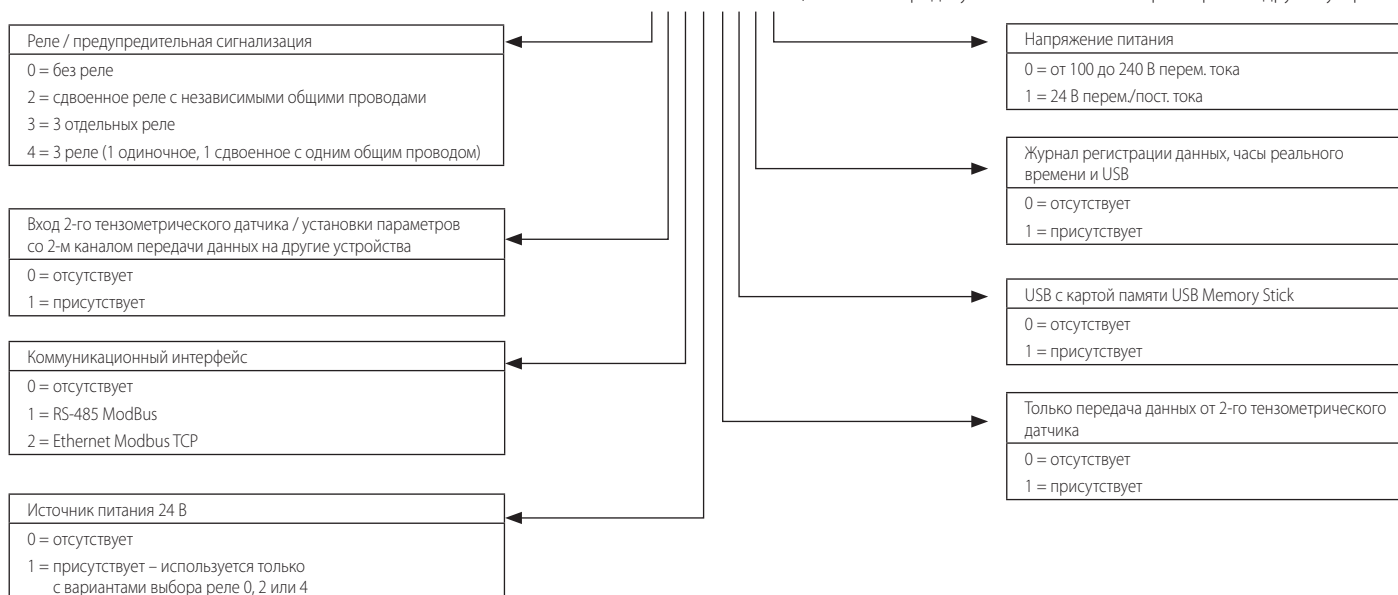 Реле / предупредительная сигнализация
0 = без реле
2 = сдвоенное реле с независимыми общими проводами
3 = 3 отдельных реле
4 = 3 реле (1 одиночное, 1 сдвоенное с одним общим проводом)
Вход 2-го тензометрического датчика / установки параметров
со 2-м каналом передачи данных на другие устройства
0 = отсутствует
1 = присутствует
Коммуникационный интерфейс
0 = отсутствует
1 = RS-485 ModBus
2 = Ethernet Modbus TCP
Источник питания 24 В
0 = отсутствует
1 = присутствует – используется только
с вариантами выбора реле 0, 2 или 4
Напряжение питания
0 = от 100 до 240 В перем. тока
1 = 24 В перем./пост. тока
Журнал регистрации данных, часы реального
времени и USB
0 = отсутствует
1 = присутствует
USB с картой памяти USB Memory Stick
0 = отсутствует
1 = присутствует
Только передача данных от 2-го тензометрического
датчика
0 = отсутствует
1 = присутствует